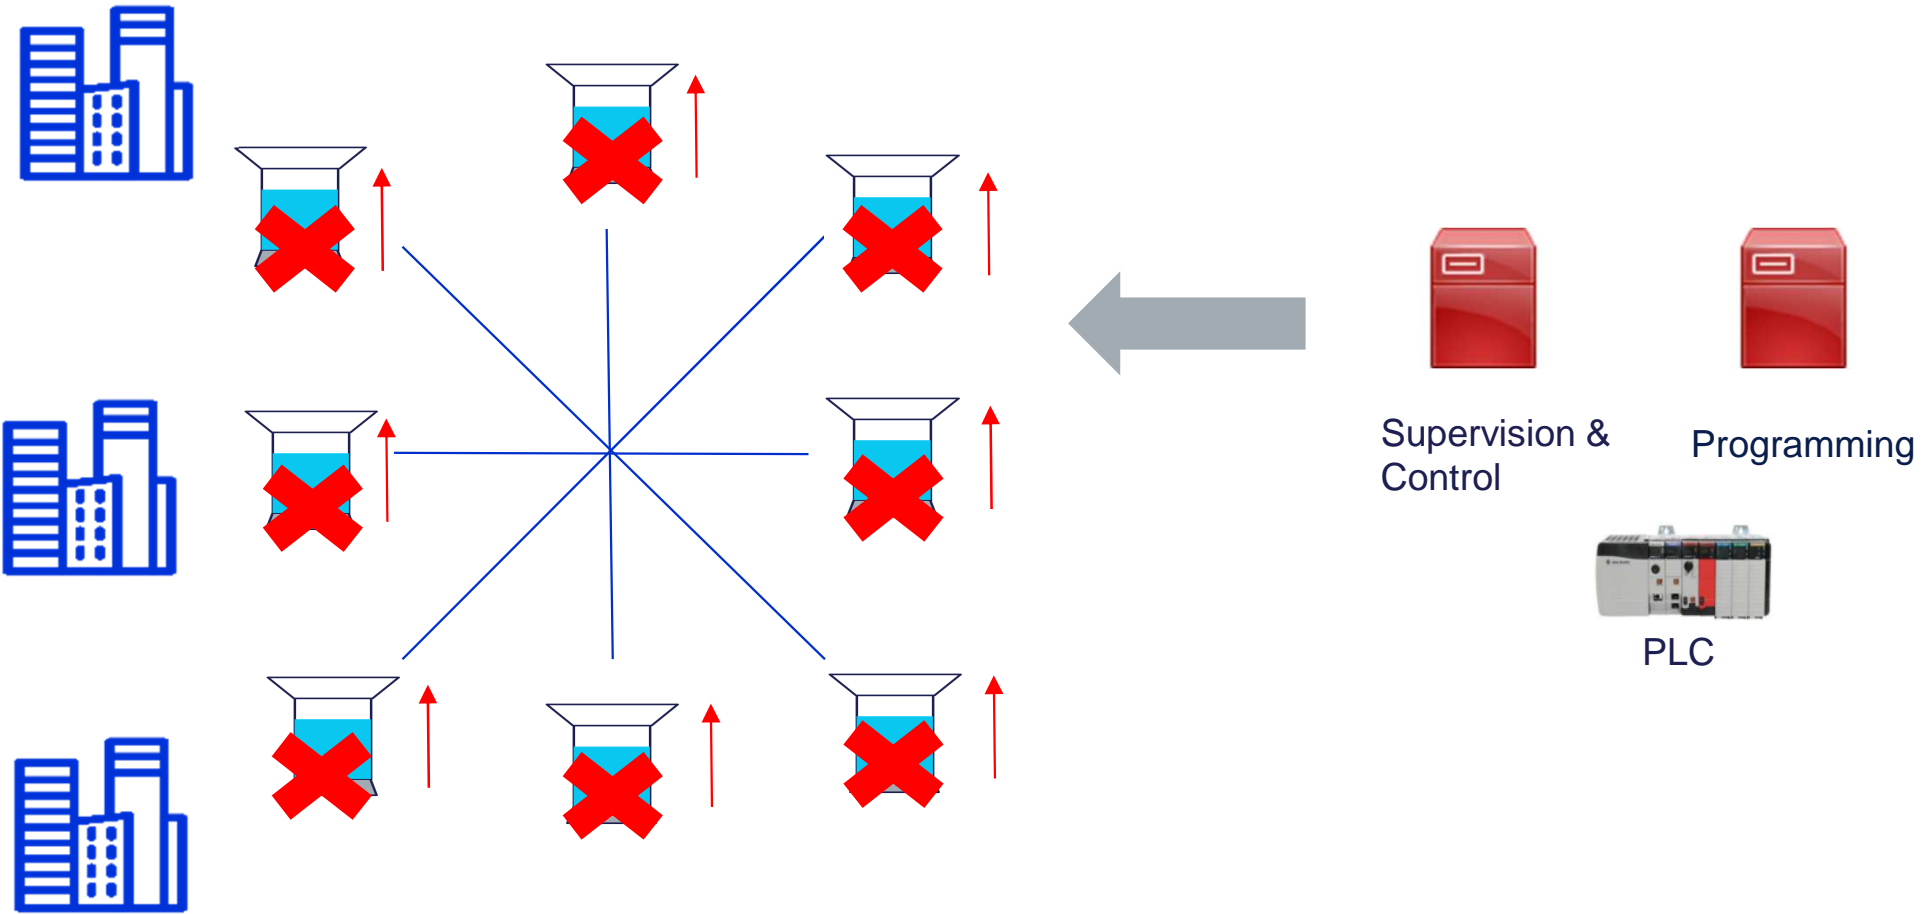 Supervision &
Control
Programming
PLC